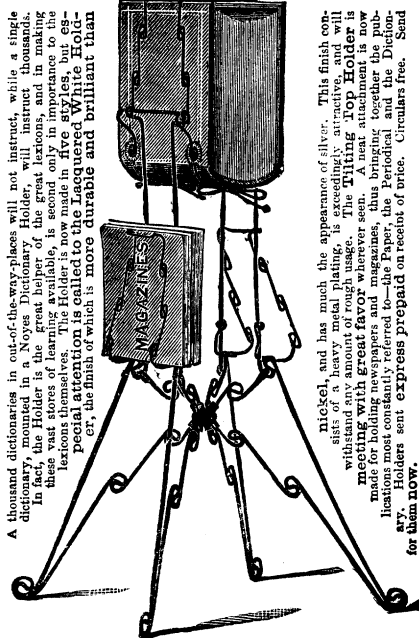 A thousand dictionaries in out-of-the-way-places will not instruct, while a single
dictionary, mounted in a Noyes Dictionary Holder, will instruct thousands.
In fact, the Holder is the great helper of the great lexicons, and in making
these vast stores of learning available, is second only in importance to the
lexicons themselves. The Holder is now made in five styles, but es-
pecial attention is called to the Lacquered White Hold-
er, the finish of which is more durable and brilliant than
MAGAZINES
nickel, and has much the appearance of silver. This finish con-
sists of a heavy metal plating, is exceedingly attractive, and will
withstand any amount of rough usage. The Tilting Top Holder is
meeting with great favor wherever seen. A neat attachment is now
made for holding newspapers and magazines, thus bringing together the pub-
lications most constantly referred to—the Paper, the Periodical and the Diction-
ary. Holders sent express prepaid on receipt of price. Circulars free. Send
for them now.